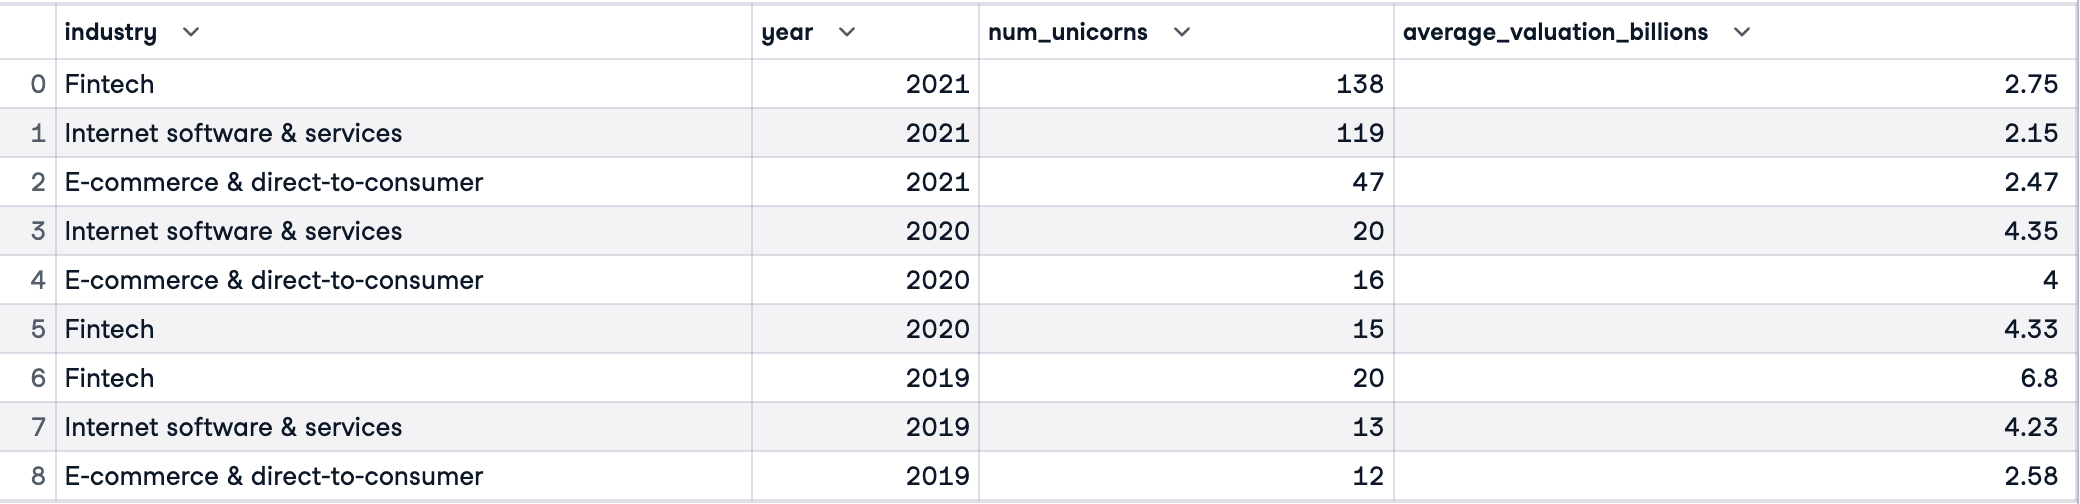 industry year num_unicorns average_valuation_billions
0 Fintech 2021 138 2.75
1 Internet software & services 2021 119 2.15
2 E-commerce & direct-to-consumer 2021 47 2.47
3 Internet software & services 2020 20 4.35
4 E-commerce & direct-to-consumer 2020 16 4
5 Fintech 2020 15 4.33
6 Fintech 2019 20 6.8
7 Internet software & services 2019 13 4.23
8 E-commerce & direct-to-consumer 2019 12 2.58